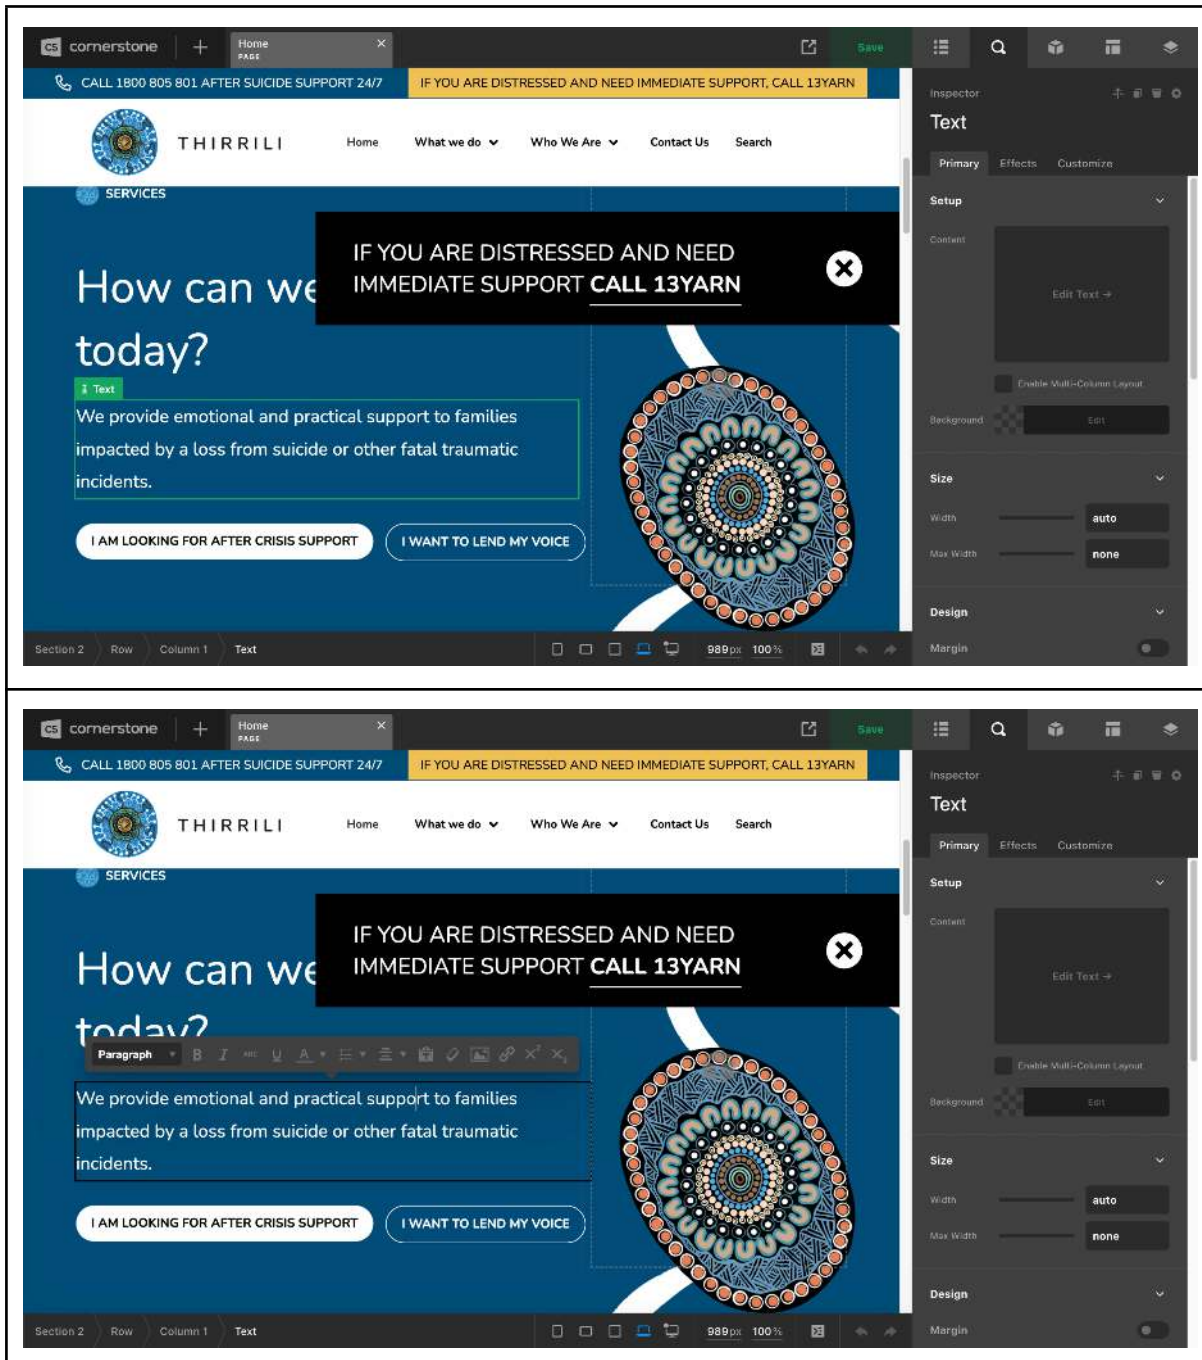 CS cornerstone + Home × Save
PAGE
CALL 1800 805 801 AFTER SUICIDE SUPPORT 24/7 IF YOU ARE DISTRESSED AND NEED IMMEDIATE SUPPORT, CALL 13YARN
THIRRILI Home What we do Who We Are Contact Us Search
SERVICES
IF YOU ARE DISTRESSED AND NEED
IMMEDIATE SUPPORT CALL 13YARN
How can we
today?
Text
We provide emotional and practical support to families
impacted by a loss from suicide or other fatal traumatic
incidents.
I AM LOOKING FOR AFTER CRISIS SUPPORT I WANT TO LEND MY VOICE
Section 2 Row Column 1 Text 989px 100%
Inspector
Text
Primary Effects Customize
Setup
Content
Edit Text →
Enable Multi-Column Layout
Background Edit
Size
Width auto
Max Width none
Design
Margin
CS cornerstone + Home × Save
PAGE
CALL 1800 805 801 AFTER SUICIDE SUPPORT 24/7 IF YOU ARE DISTRESSED AND NEED IMMEDIATE SUPPORT, CALL 13YARN
THIRRILI Home What we do Who We Are Contact Us Search
SERVICES
IF YOU ARE DISTRESSED AND NEED
IMMEDIATE SUPPORT CALL 13YARN
How can we
today?
Paragraph B I ABC U A X² X₂
We provide emotional and practical support to families
impacted by a loss from suicide or other fatal traumatic
incidents.
I AM LOOKING FOR AFTER CRISIS SUPPORT I WANT TO LEND MY VOICE
Section 2 Row Column 1 Text 989px 100%
Inspector
Text
Primary Effects Customize
Setup
Content
Edit Text →
Enable Multi-Column Layout
Background Edit
Size
Width auto
Max Width none
Design
Margin